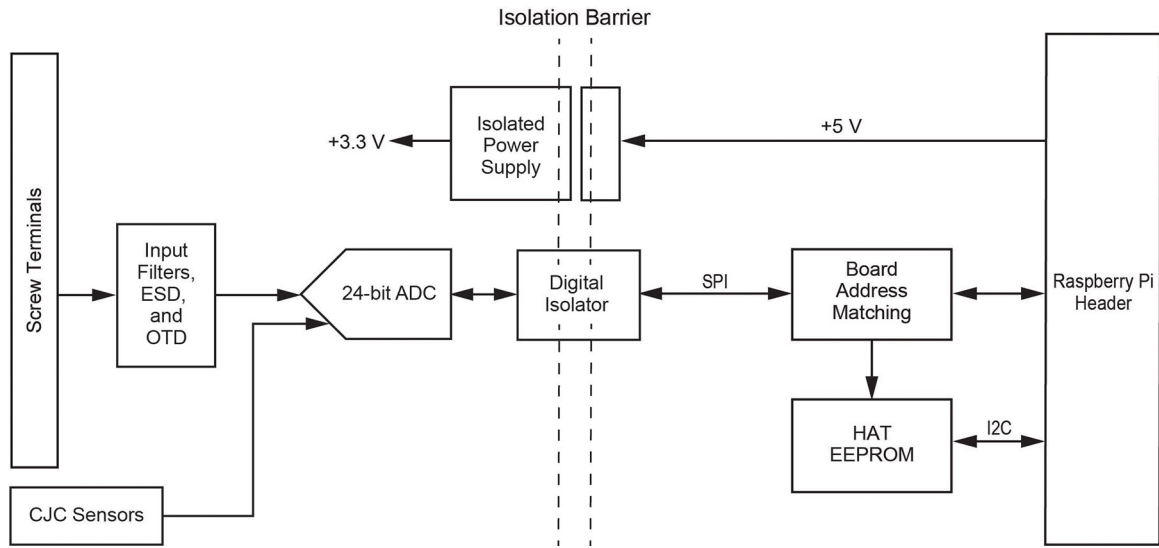 Isolation Barrier
Screw Terminals
Input
Filters,
ESD,
and
OTD
CJC Sensors
24-bit ADC
+3.3 V
Isolated
Power
Supply
+5 V
Digital
Isolator
SPI
Board
Address
Matching
HAT
EEPROM
I2C
Raspberry Pi
Header